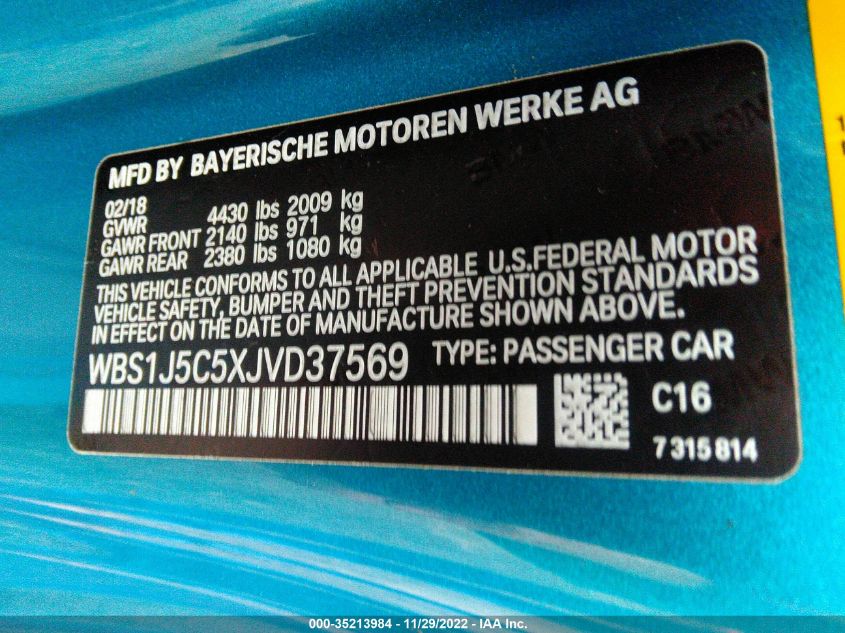 MFD BY BAYERISCHE MOTOREN WERKE AG
02/18
GVWR 4430 lbs 2009 kg
GAWR FRONT 2140 lbs 971 kg
GAWR REAR 2380 lbs 1080 kg
THIS VEHICLE CONFORMS TO ALL APPLICABLE U.S.FEDERAL MOTOR
VEHICLE SAFETY, BUMPER AND THEFT PREVENTION STANDARDS
IN EFFECT ON THE DATE OF MANUFACTURE SHOWN ABOVE.
WBS1J5C5XJVD37569 TYPE: PASSENGER CAR
C16
7 315 814
000-35213984 - 11/29/2022 - IAA Inc.